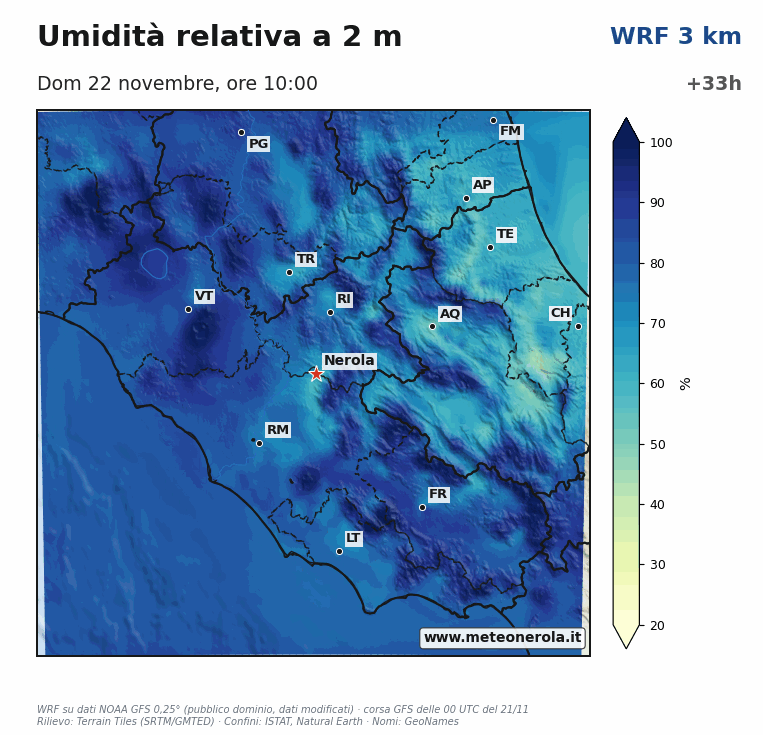 Umidità relativa a 2 m
WRF 3 km
Dom 22 novembre, ore 10:00
+33h
FM
PG
AP
TE
TR
VT
RI
AQ
CH
Nerola
RM
FR
LT
www.meteonerola.it
100
90
80
70
60
50
40
30
20
%
WRF su dati NOAA GFS 0,25° (pubblico dominio, dati modificati) · corsa GFS delle 00 UTC del 21/11
Rilievo: Terrain Tiles (SRTM/GMTED) · Confini: ISTAT, Natural Earth · Nomi: GeoNames